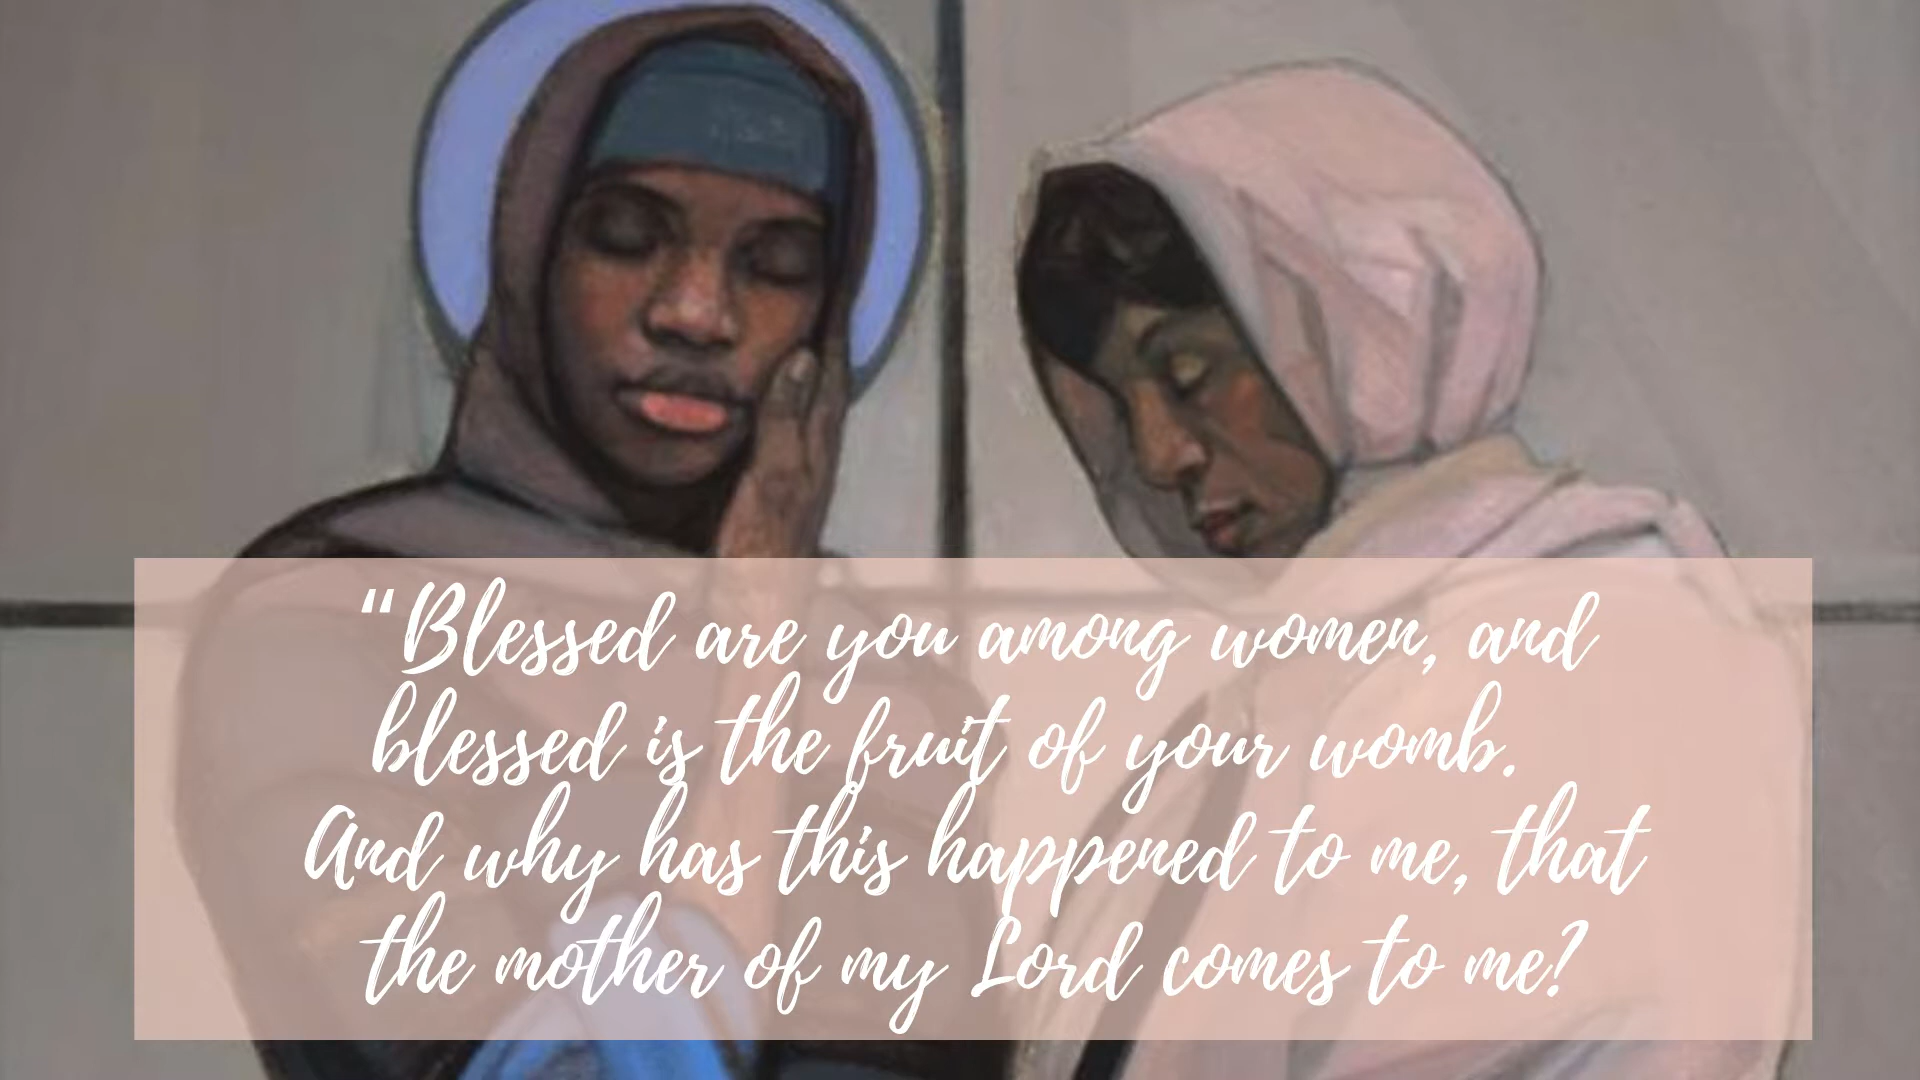 “Blessed are you among women, and
blessed is the fruit of your womb.
And why has this happened to me, that
the mother of my Lord comes to me?